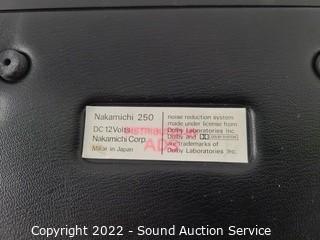 Nakamichi 250
DC 12Volts
Nakamichi Corp.
Made in Japan
noise reduction system
made under license from
Dolby Laboratories Inc.
Dolby and
are trademarks of
Dolby Laboratories Inc.
DISTRIBUTED
Copyright 2022 - Sound Auction Service